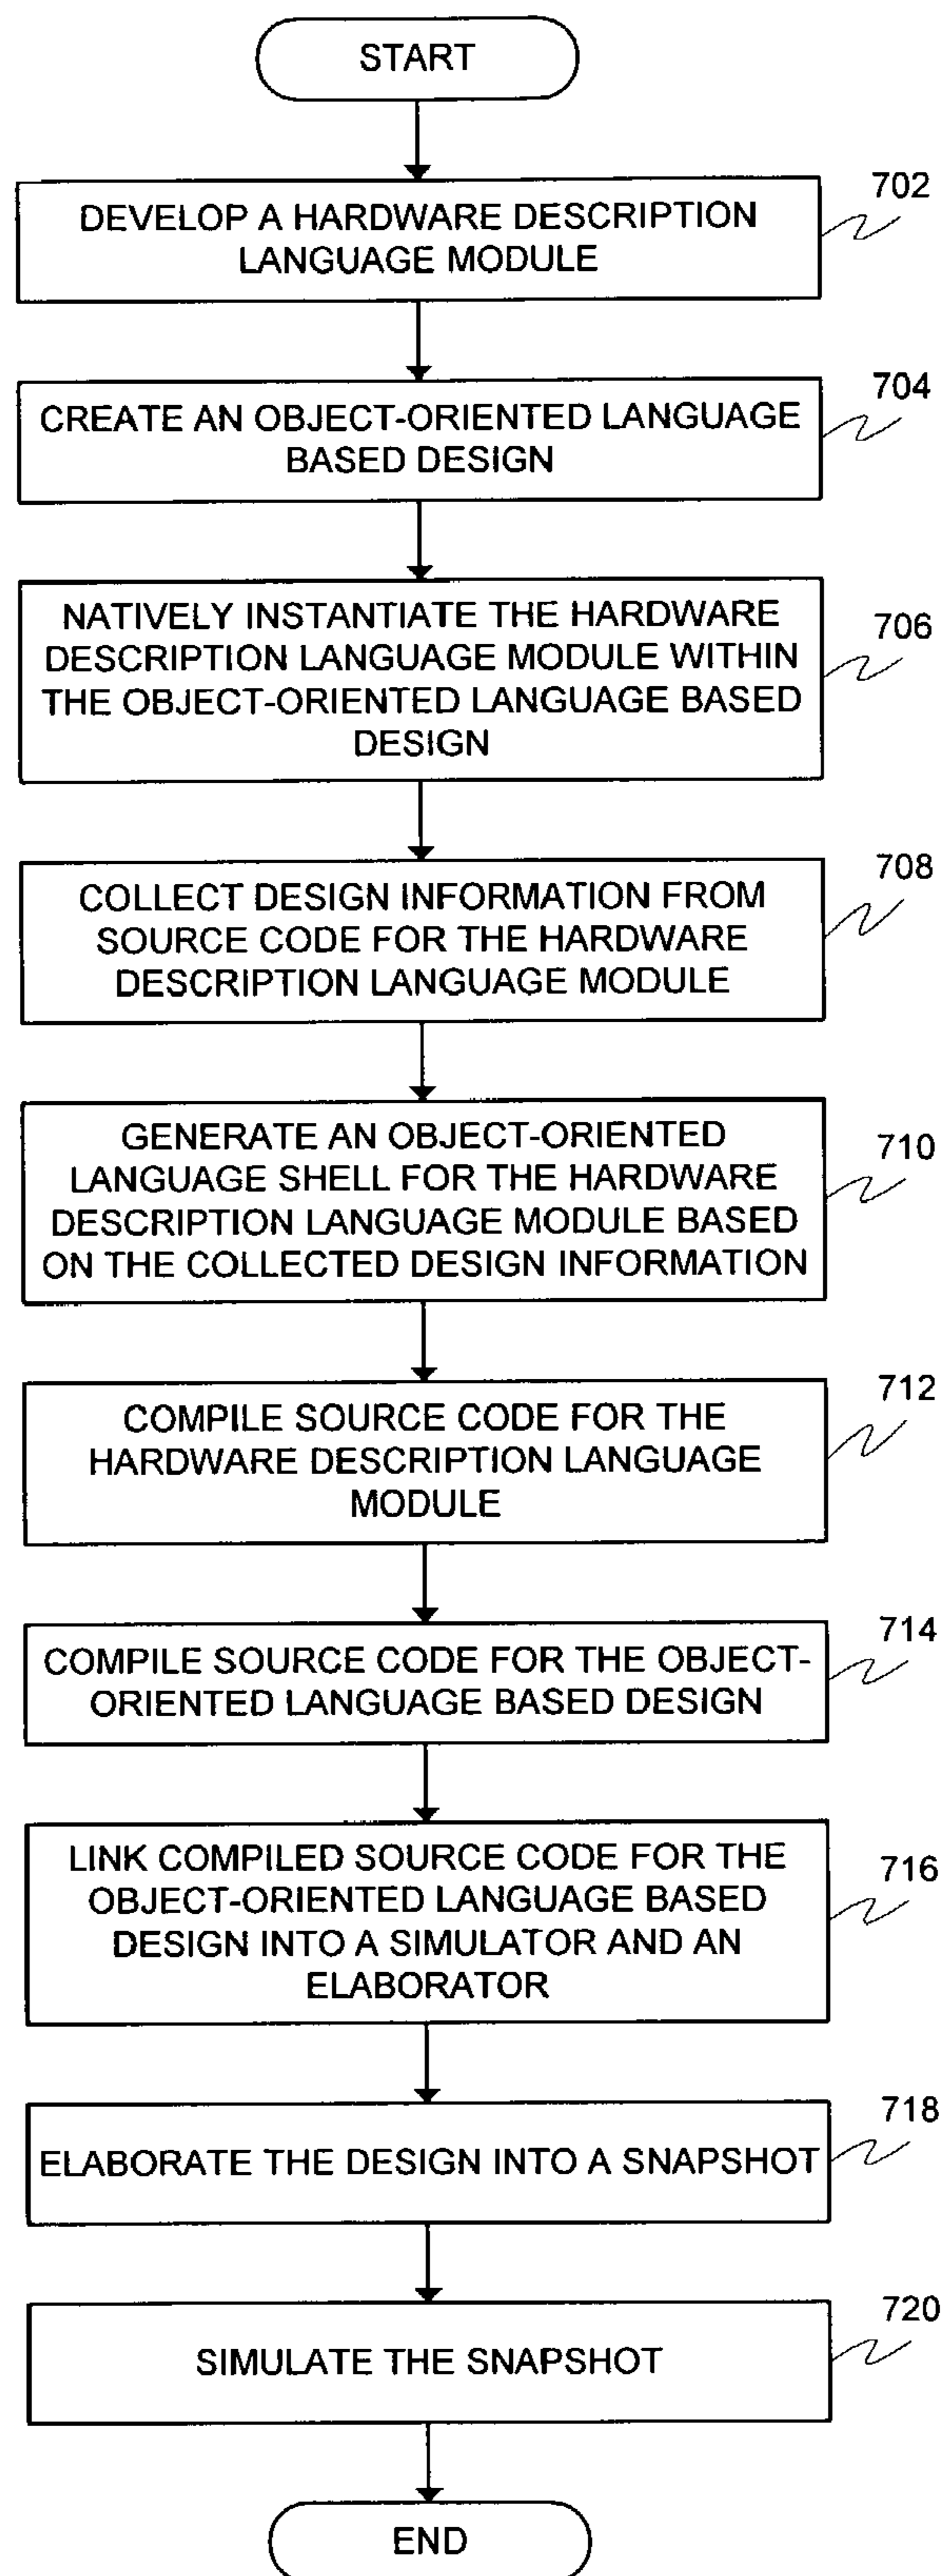 START
702
DEVELOP A HARDWARE DESCRIPTION
LANGUAGE MODULE
704
CREATE AN OBJECT-ORIENTED LANGUAGE
BASED DESIGN
706
NATIVELY INSTANTIATE THE HARDWARE
DESCRIPTION LANGUAGE MODULE WITHIN
THE OBJECT-ORIENTED LANGUAGE BASED
DESIGN
708
COLLECT DESIGN INFORMATION FROM
SOURCE CODE FOR THE HARDWARE
DESCRIPTION LANGUAGE MODULE
710
GENERATE AN OBJECT-ORIENTED
LANGUAGE SHELL FOR THE HARDWARE
DESCRIPTION LANGUAGE MODULE BASED
ON THE COLLECTED DESIGN INFORMATION
712
COMPILE SOURCE CODE FOR THE
HARDWARE DESCRIPTION LANGUAGE
MODULE
714
COMPILE SOURCE CODE FOR THE OBJECT-
ORIENTED LANGUAGE BASED DESIGN
716
LINK COMPILED SOURCE CODE FOR THE
OBJECT-ORIENTED LANGUAGE BASED
DESIGN INTO A SIMULATOR AND AN
ELABORATOR
718
ELABORATE THE DESIGN INTO A SNAPSHOT
720
SIMULATE THE SNAPSHOT
END